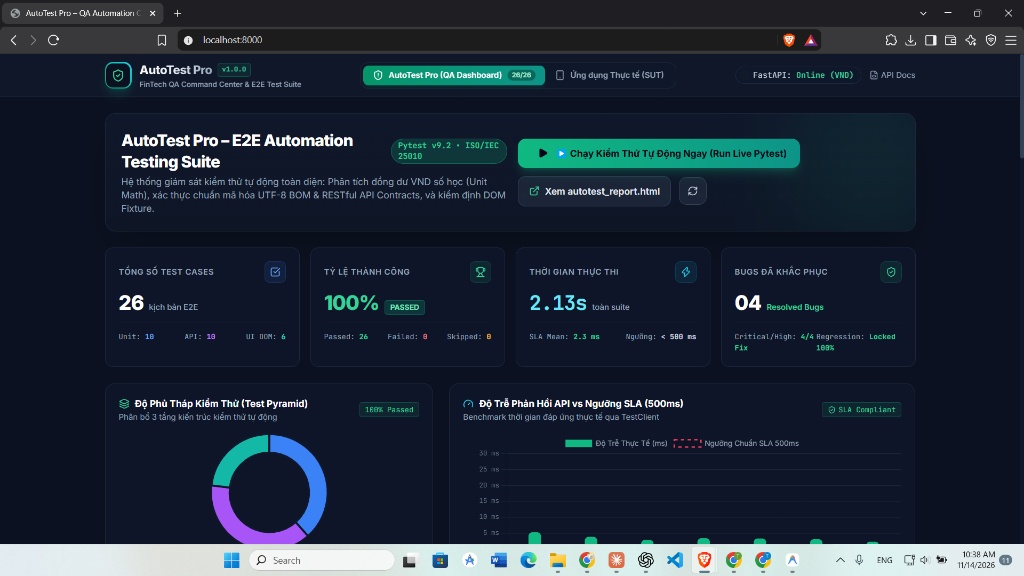 AutoTest Pro – QA Automation C
localhost:8000
AutoTest Pro v1.0.0
FinTech QA Command Center & E2E Test Suite
AutoTest Pro (QA Dashboard) 26/26
Ứng dụng Thực tế (SUT)
FastAPI: Online (VND)
API Docs
AutoTest Pro – E2E Automation
Testing Suite
Pytest v9.2 • ISO/IEC
25010
Hệ thống giám sát kiểm thử tự động toàn diện: Phân tích đồng dư VND số học (Unit
Math), xác thực chuẩn mã hóa UTF-8 BOM & RESTful API Contracts, và kiểm định DOM
Fixture.
Chạy Kiểm Thử Tự Động Ngay (Run Live Pytest)
Xem autotest_report.html
TỔNG SỐ TEST CASES
26 kịch bản E2E
Unit: 10 API: 10 UI DOM: 6
TỶ LỆ THÀNH CÔNG
100% PASSED
Passed: 26 Failed: 0 Skipped: 0
THỜI GIAN THỰC THI
2.13s toàn suite
SLA Mean: 2.3 ms Ngưỡng: < 500 ms
BUGS ĐÃ KHẮC PHỤC
04 Resolved Bugs
Critical/High: 4/4 Fix
Regression: Locked 100%
Độ Phủ Tháp Kiểm Thử (Test Pyramid)
Phân bổ 3 tầng kiến trúc kiểm thử tự động
100% Passed
Độ Trễ Phản Hồi API vs Ngưỡng SLA (500ms)
Benchmark thời gian đáp ứng thực tế qua TestClient
SLA Compliant
Độ Trễ Thực Tế (ms)
Ngưỡng Chuẩn SLA 500ms
30 ms
25 ms
20 ms
15 ms
10 ms
5 ms
Search
ENG
10:38 AM
11/14/2026
11